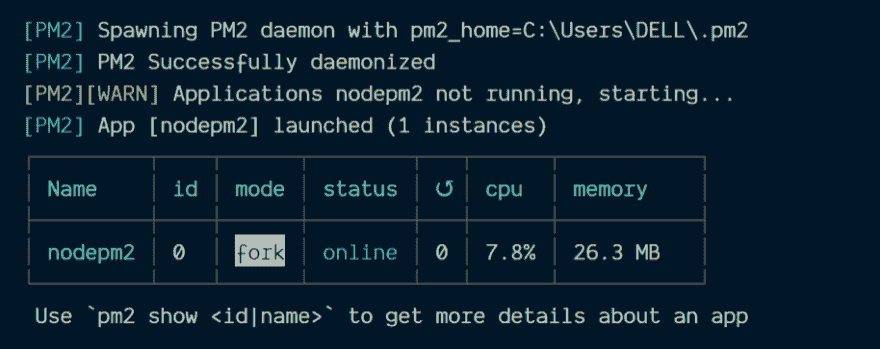 [PM2] Spawning PM2 daemon with pm2_home=C:\Users\DELL\.pm2
[PM2] PM2 Successfully daemonized
[PM2][WARN] Applications nodepm2 not running, starting...
[PM2] App [nodepm2] launched (1 instances)
Name id mode status ↺ cpu memory
nodepm2 0 fork online 0 7.8% 26.3 MB
Use `pm2 show <id|name>` to get more details about an app